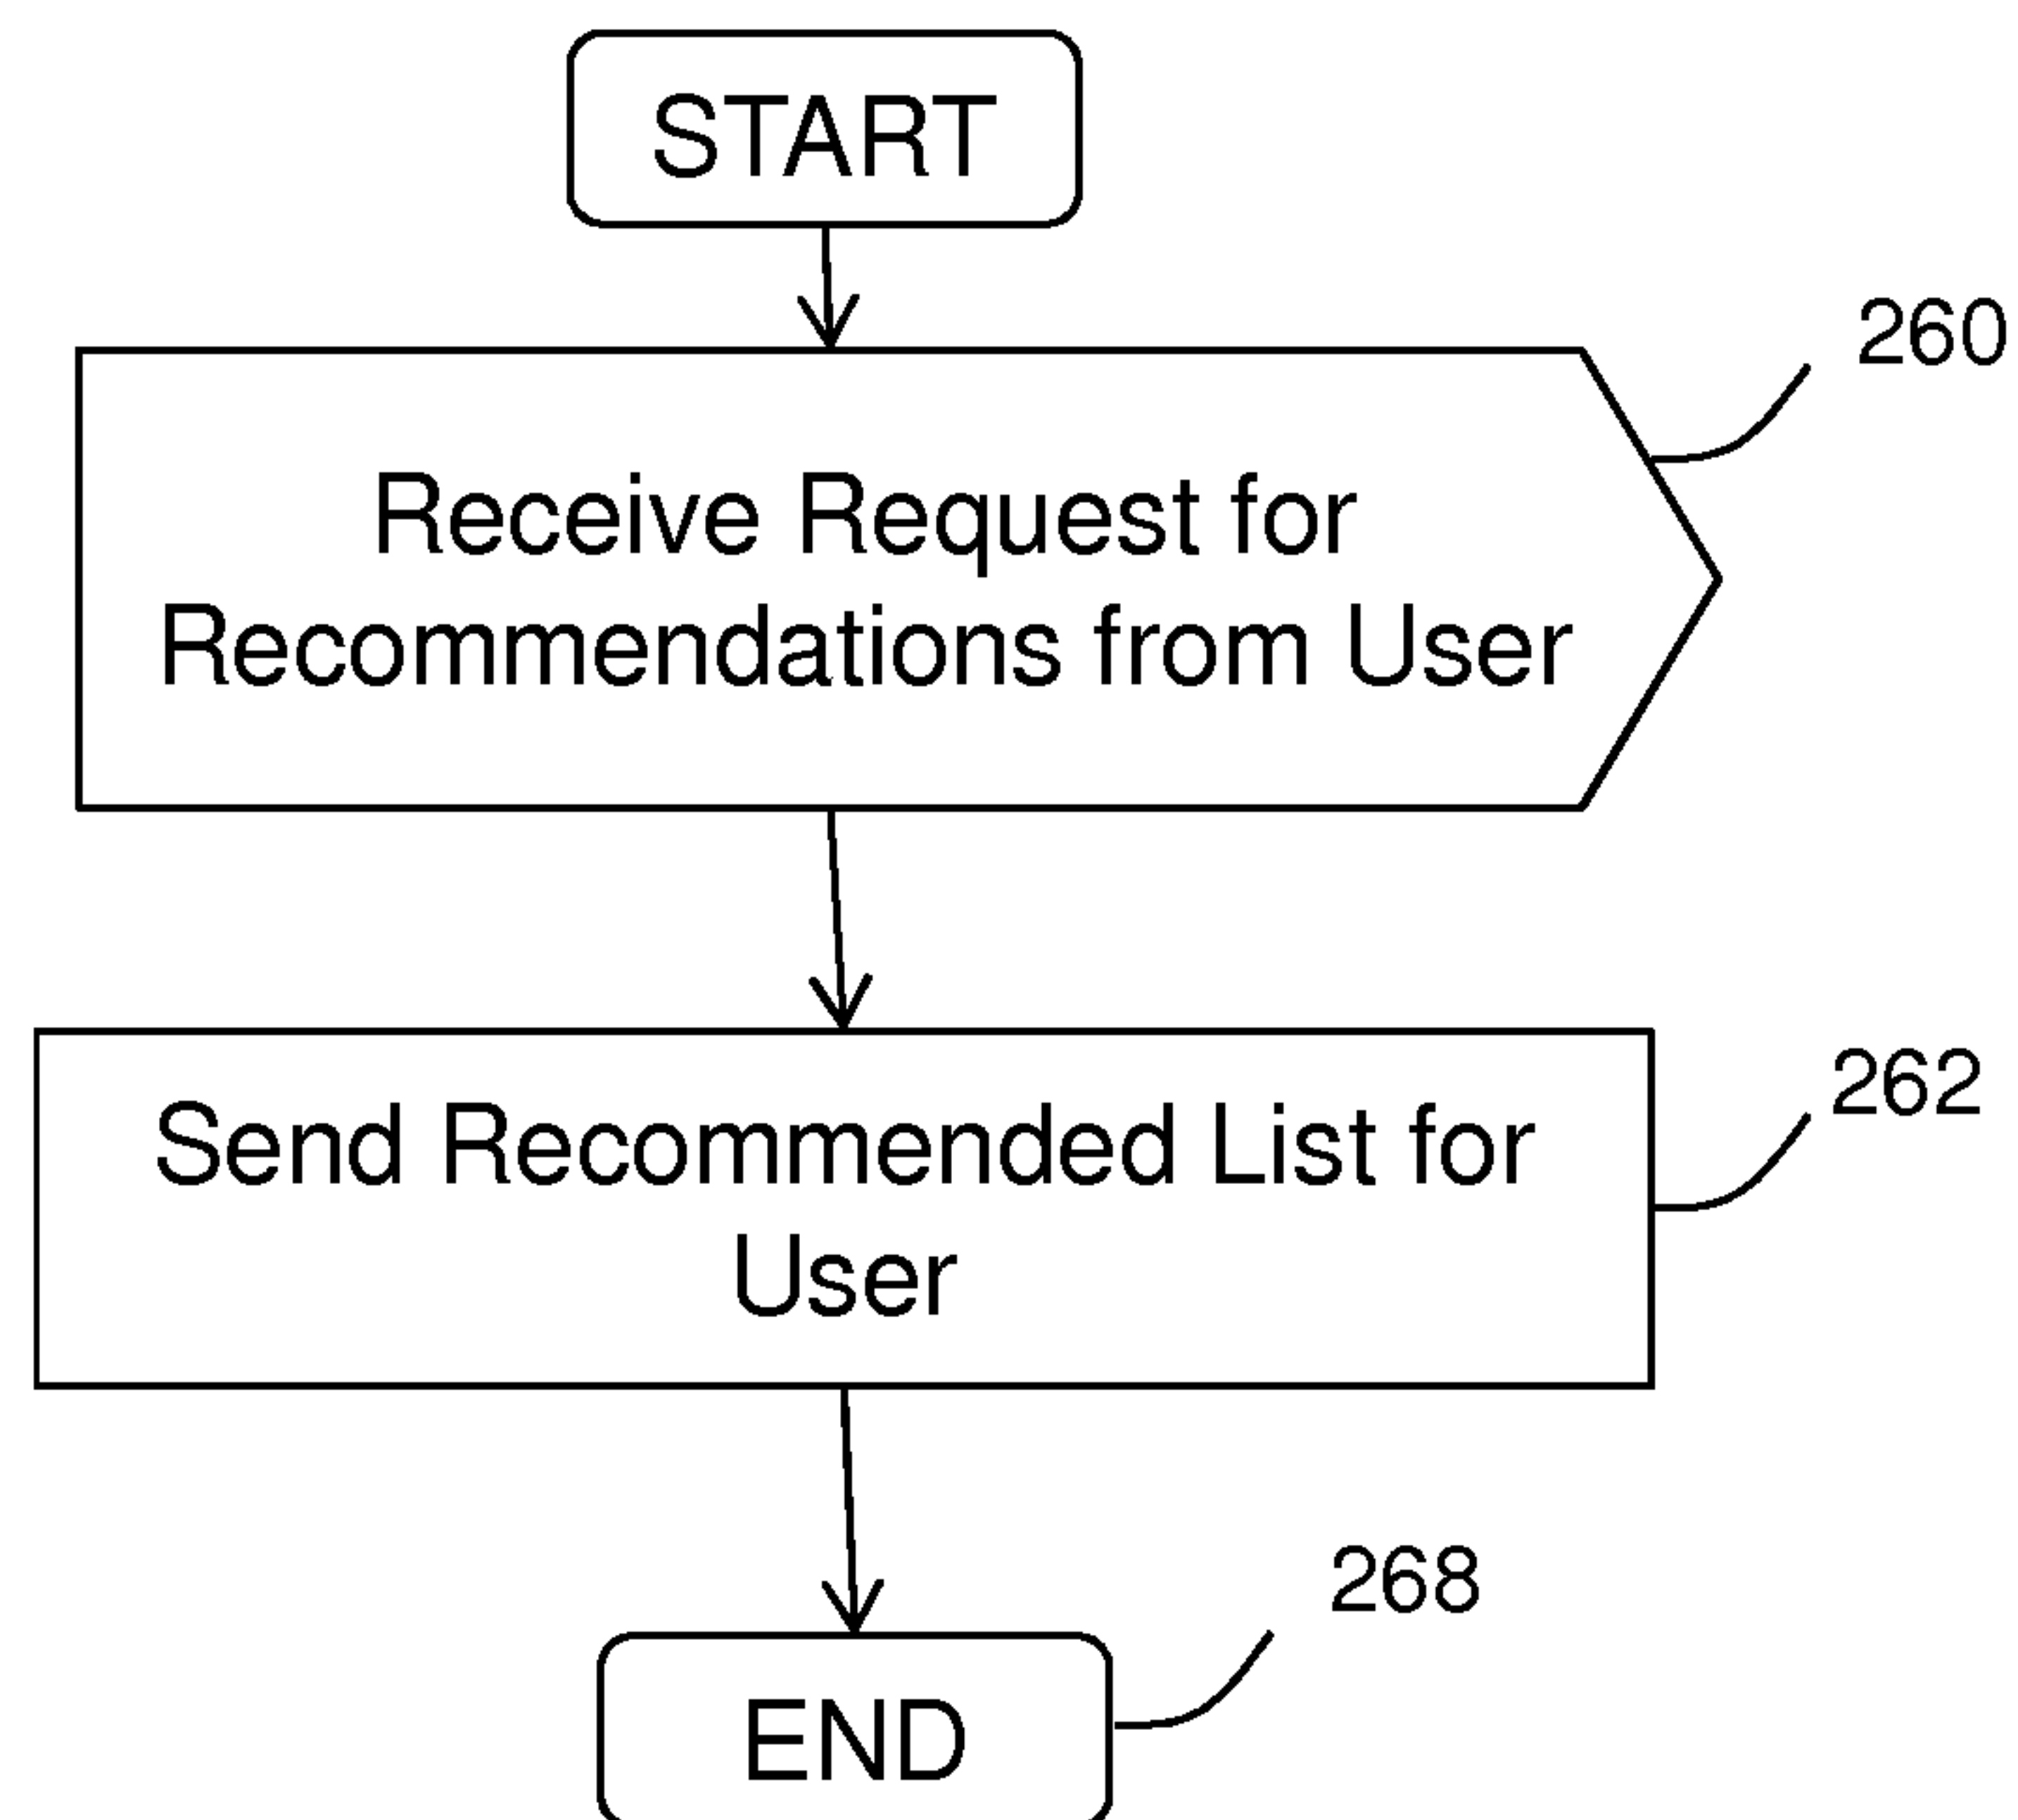 START
260
Receive Request for
Recommendations from User
262
Send Recommended List for
User
268
END